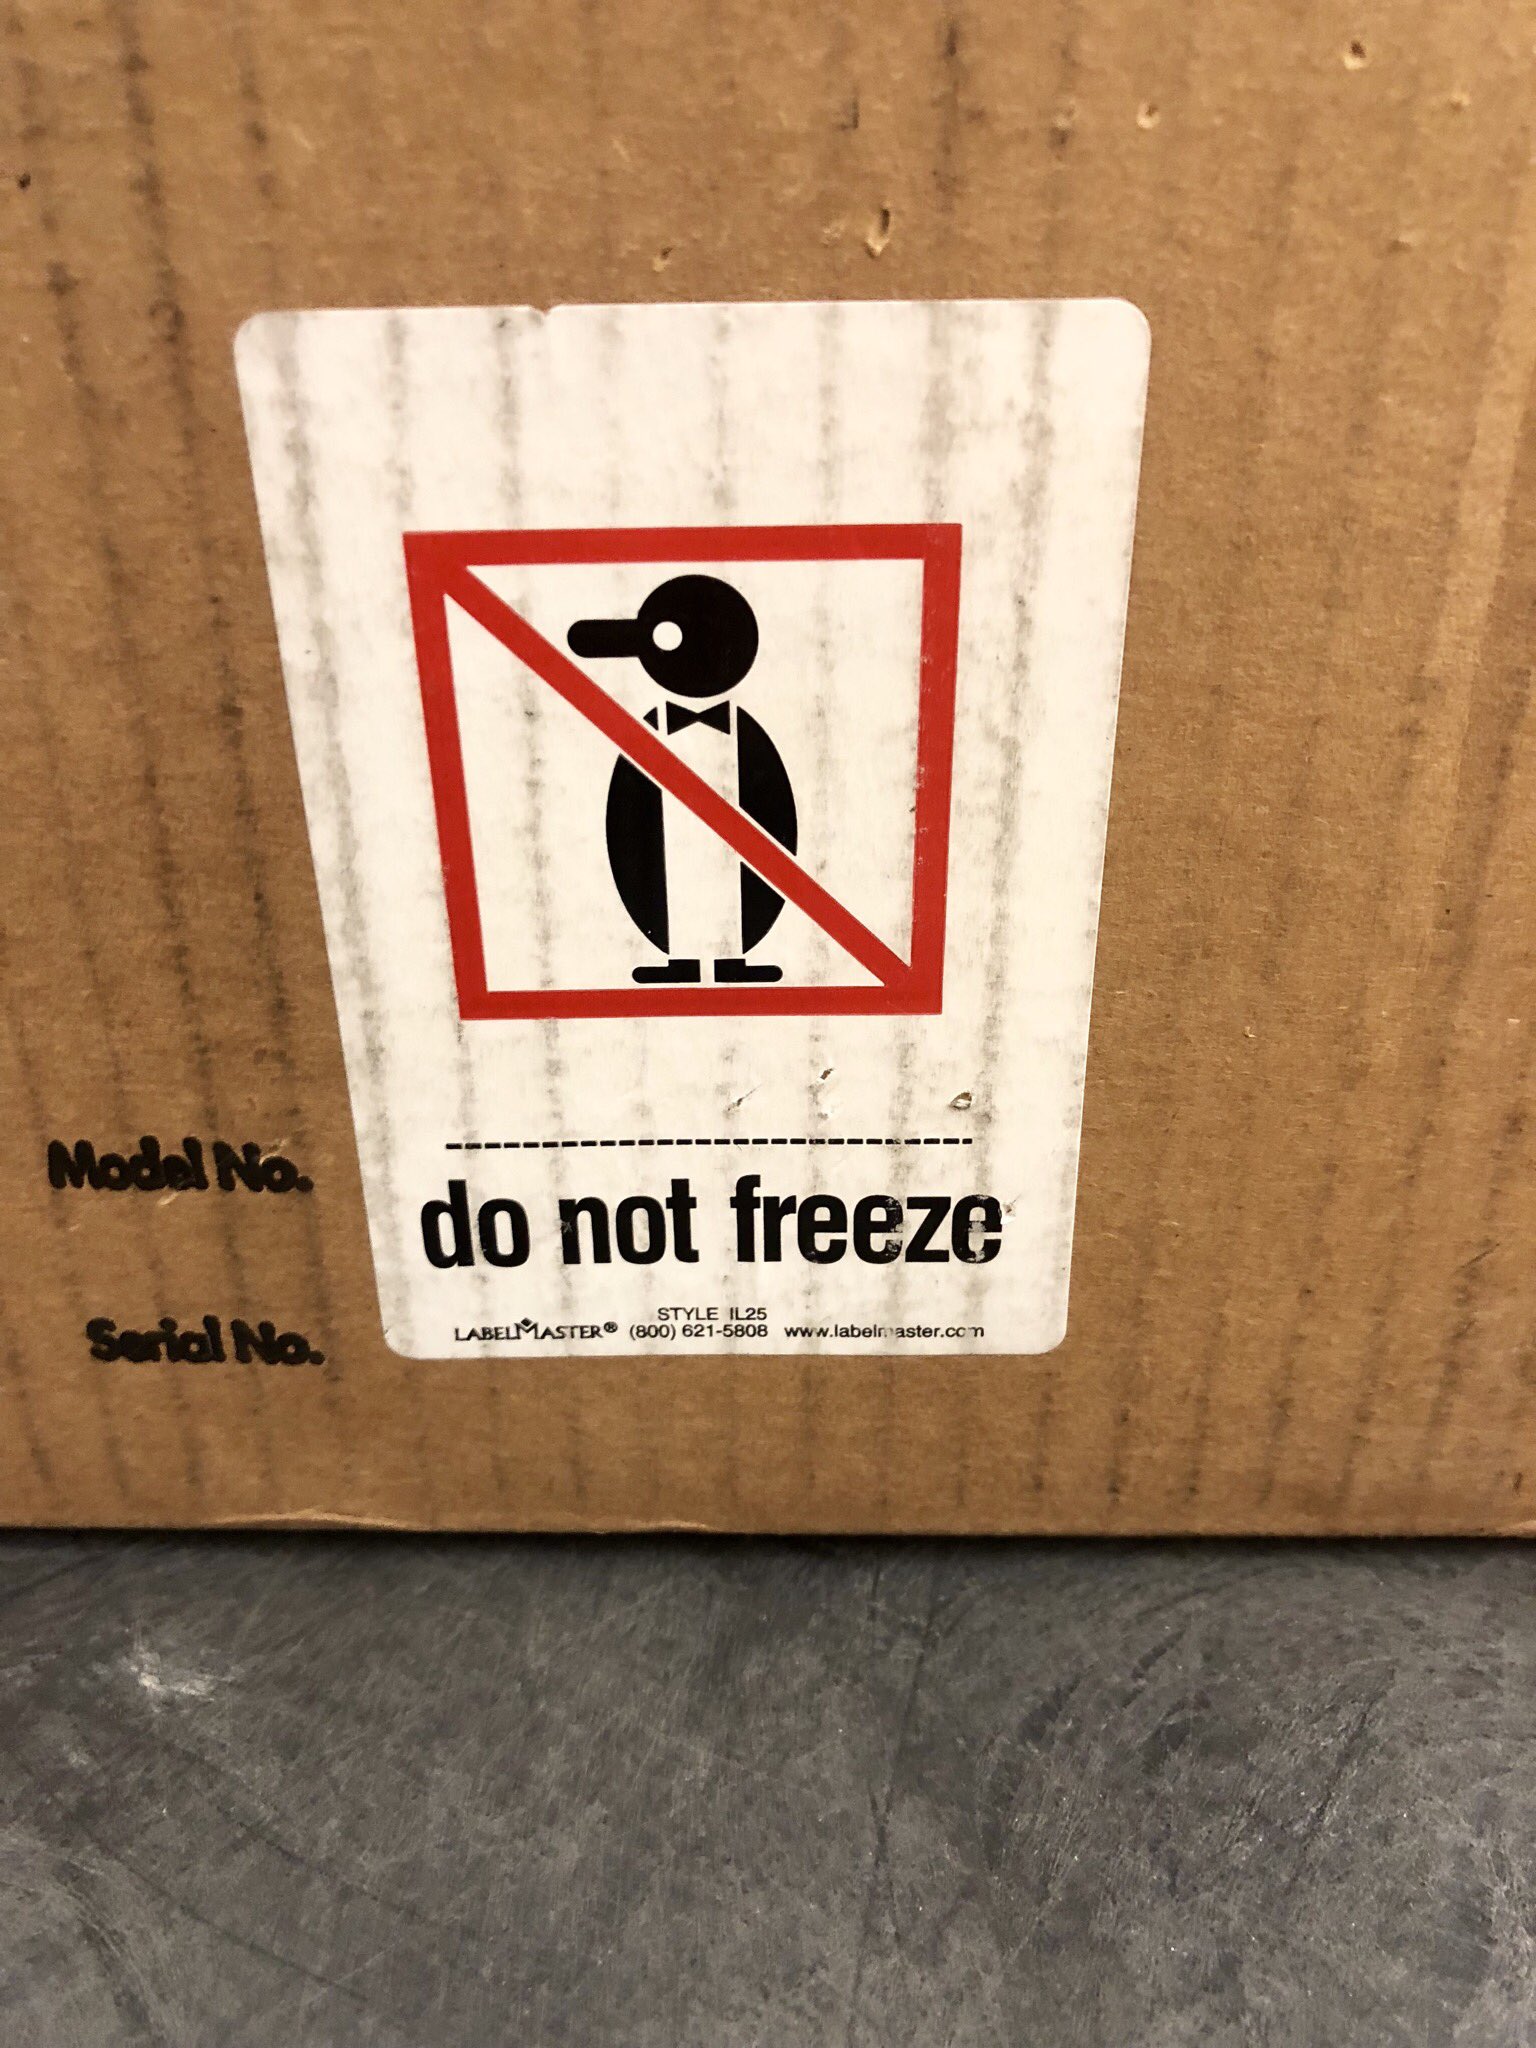 Model No.
Serial No.
do not freeze
STYLE IL25
LABELMASTER® (800) 621-5808 www.labelmaster.com